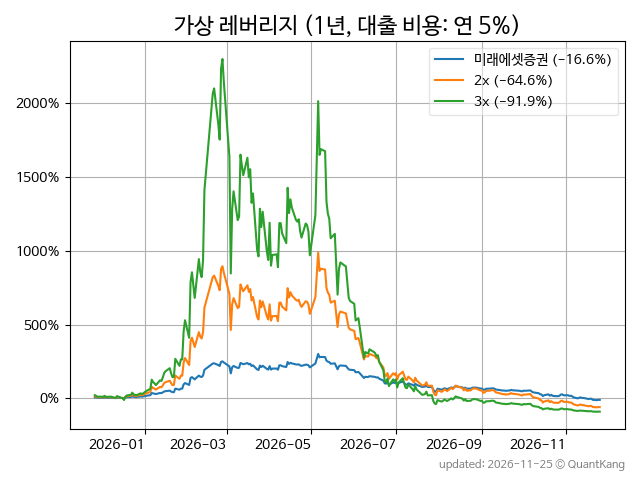 가상 레버리지 (1년, 대출 비용: 연 5%)
미래에셋증권 (-16.6%)
2x (-64.6%)
3x (-91.9%)
2000%
1500%
1000%
500%
0%
2026-01
2026-03
2026-05
2026-07
2026-09
2026-11
updated: 2026-11-25 © QuantKang